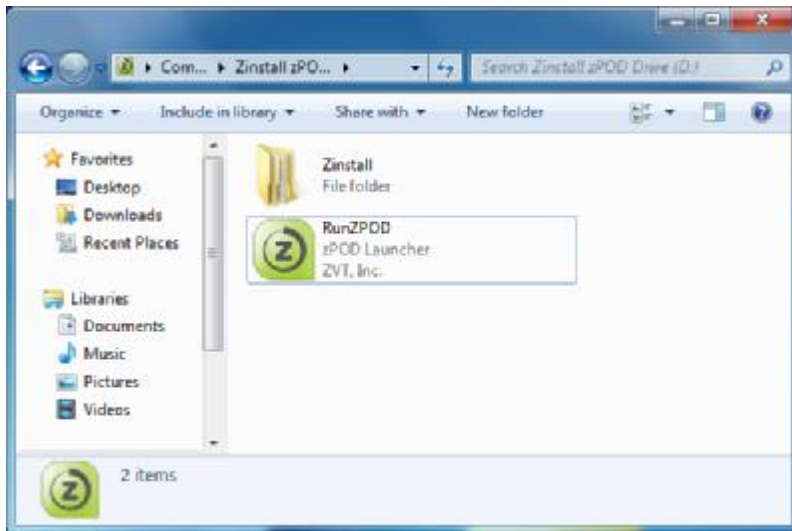 Com... Zinstall zPO...
Search Zinstall zPOD Drive (D:)
Organize Include in library Share with New folder
Favorites
Desktop
Downloads
Recent Places
Libraries
Documents
Music
Pictures
Videos
Zinstall
File folder
RunZPOD
zPOD Launcher
ZVT, Inc.
2 items